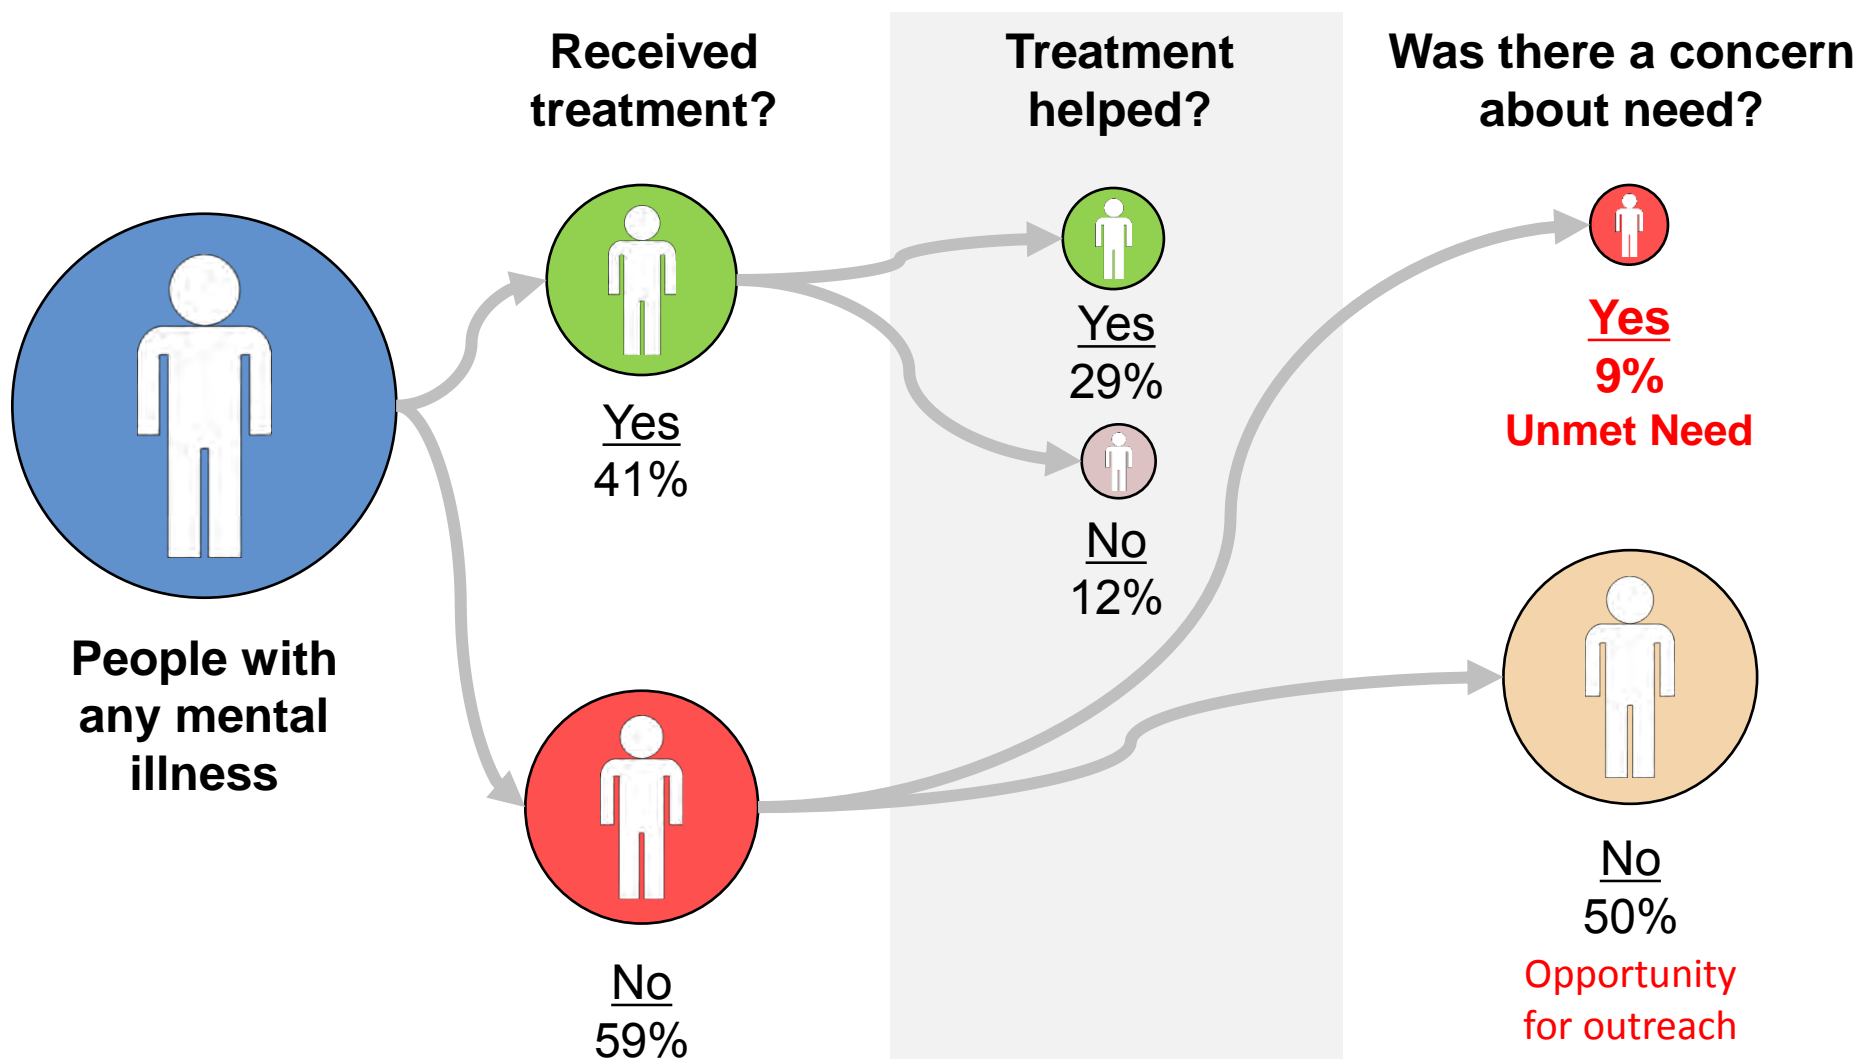 Received
treatment?
Treatment
helped?
Was there a concern
about need?
People with
any mental
illness
Yes
41%
No
59%
Yes
29%
No
12%
Yes
9%
Unmet Need
No
50%
Opportunity
for outreach